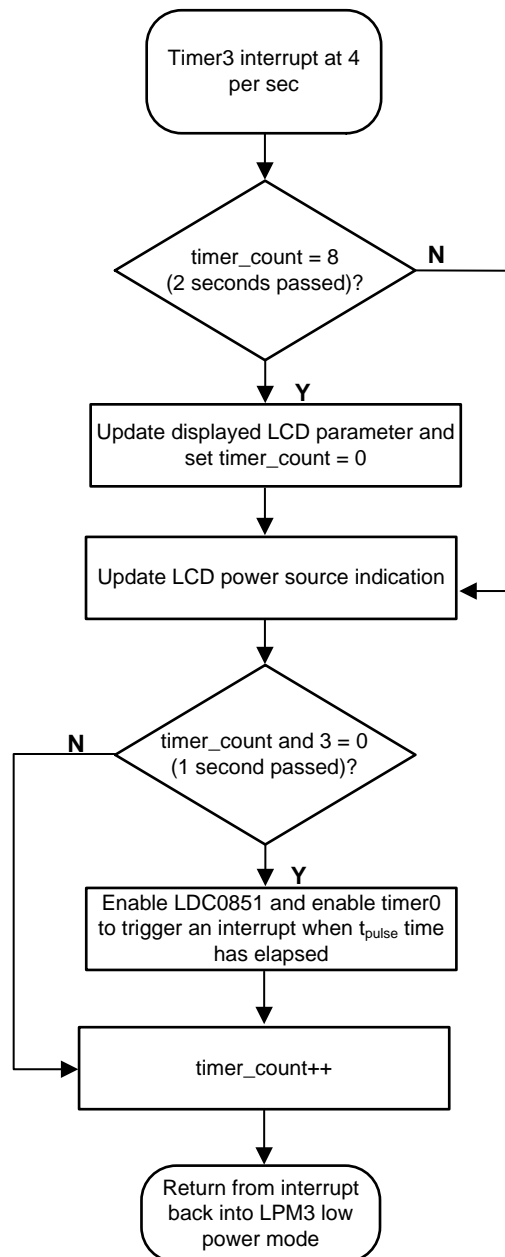 Timer3 interrupt at 4
per sec
timer_count = 8
(2 seconds passed)?
N
Y
Update displayed LCD parameter and
set timer_count = 0
Update LCD power source indication
N
timer_count and 3 = 0
(1 second passed)?
Y
Enable LDC0851 and enable timer0
to trigger an interrupt when tpulse time
has elapsed
timer_count++
Return from interrupt
back into LPM3 low
power mode